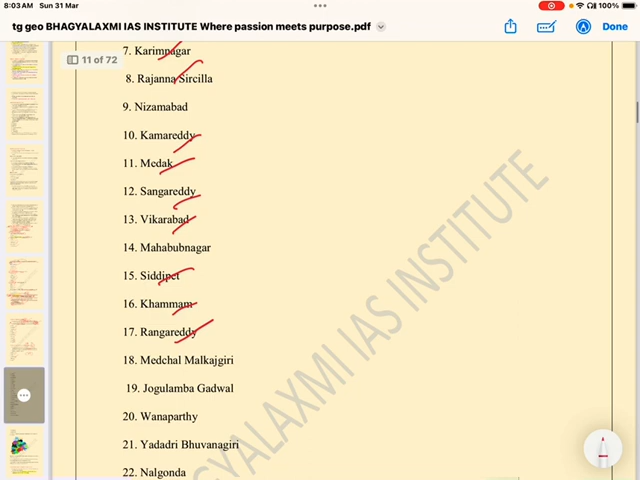 8:03 AM Sun 31 Mar
100%
tg geo BHAGYALAXMI IAS INSTITUTE Where passion meets purpose.pdf
Done
11 of 72
7. Karimnagar
8. Rajanna Sircilla
9. Nizamabad
10. Kamareddy
11. Medak
12. Sangareddy
13. Vikarabad
14. Mahabubnagar
15. Siddipet
16. Khammam
17. Rangareddy
18. Medchal Malkajgiri
19. Jogulamba Gadwal
20. Wanaparthy
21. Yadadri Bhuvanagiri
22. Nalgonda
GYALAXMI IAS INSTITUTE